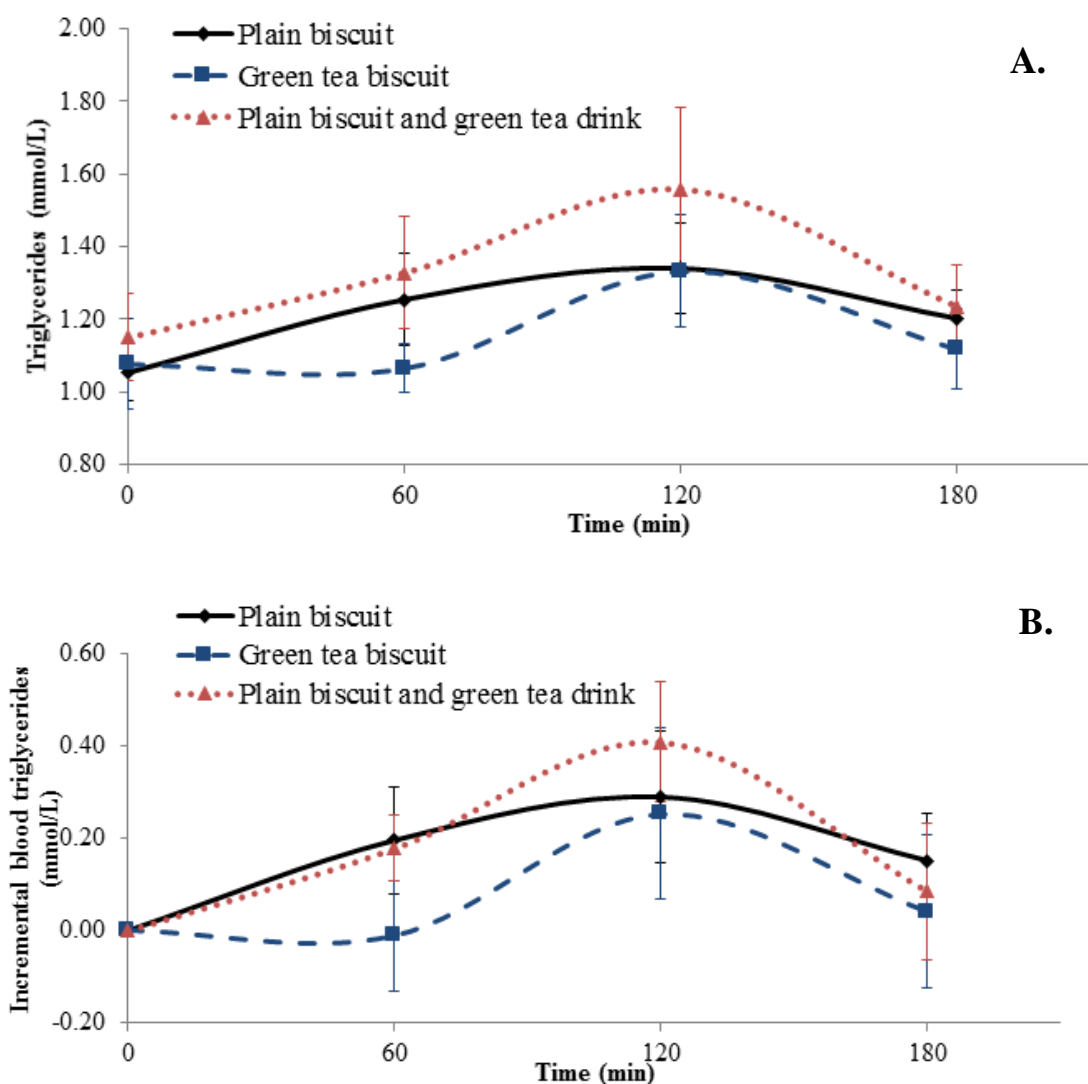 2.00
Plain biscuit
A.
Green tea biscuit
1.80
Plain biscuit and green tea drink
1.60
1.40
1.20
1.00
0.80
Triglycerides (mmol/L)
0
60
120
180
Time (min)
Plain biscuit
B.
Green tea biscuit
0.60
Plain biscuit and green tea drink
0.40
0.20
0.00
-0.20
Incremental blood triglycerides
(mmol/L)
0
60
120
180
Time (min)